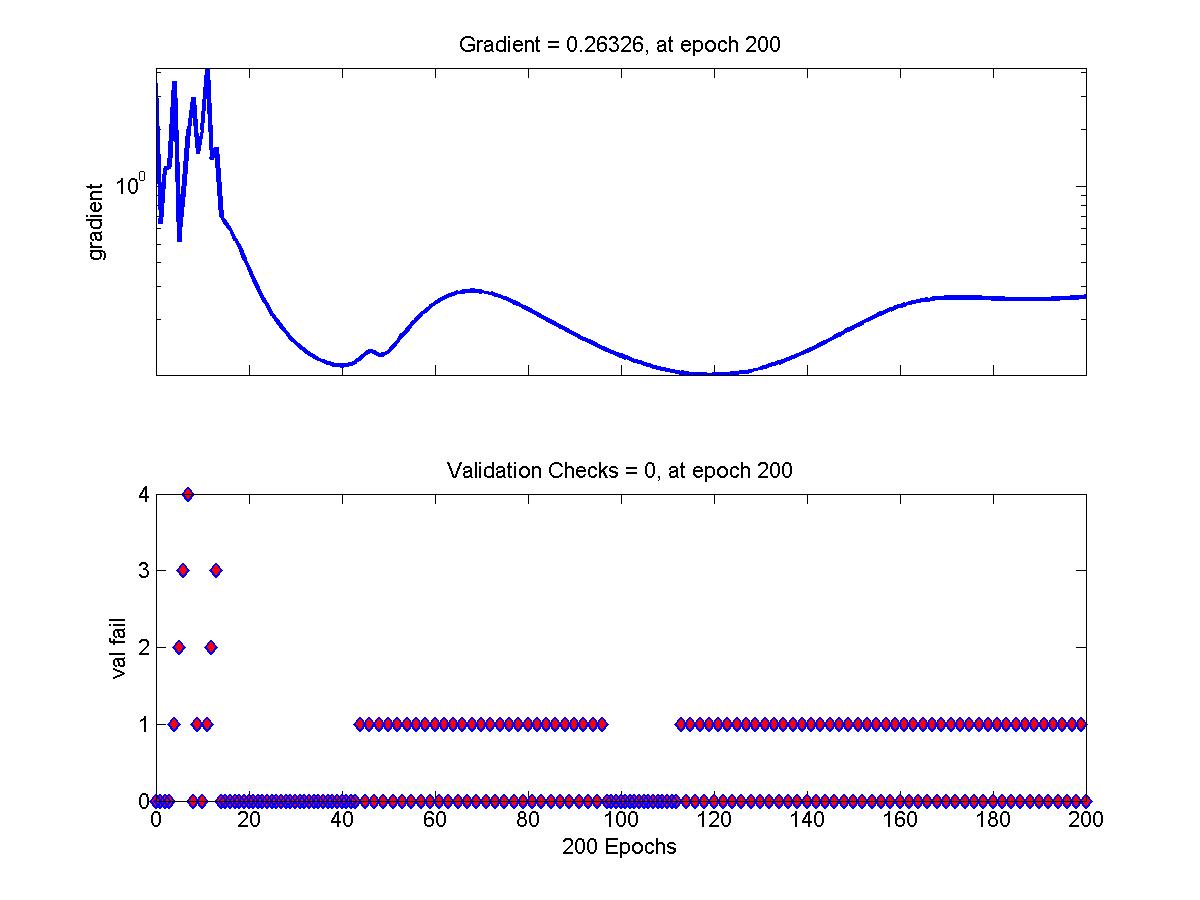 Gradient = 0.26326, at epoch 200
10^0
gradient
Validation Checks = 0, at epoch 200
4
3
2
1
0
val fail
0 20 40 60 80 100 120 140 160 180 200
200 Epochs